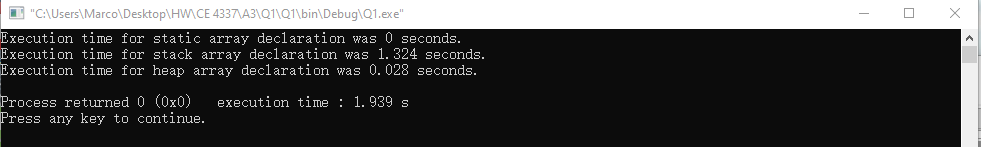 "C:\Users\Marco\Desktop\HW\CE 4337\A3\Q1\Q1\bin\Debug\Q1.exe"
Execution time for static array declaration was 0 seconds.
Execution time for stack array declaration was 1.324 seconds.
Execution time for heap array declaration was 0.028 seconds.
Process returned 0 (0x0)   execution time : 1.939 s
Press any key to continue.